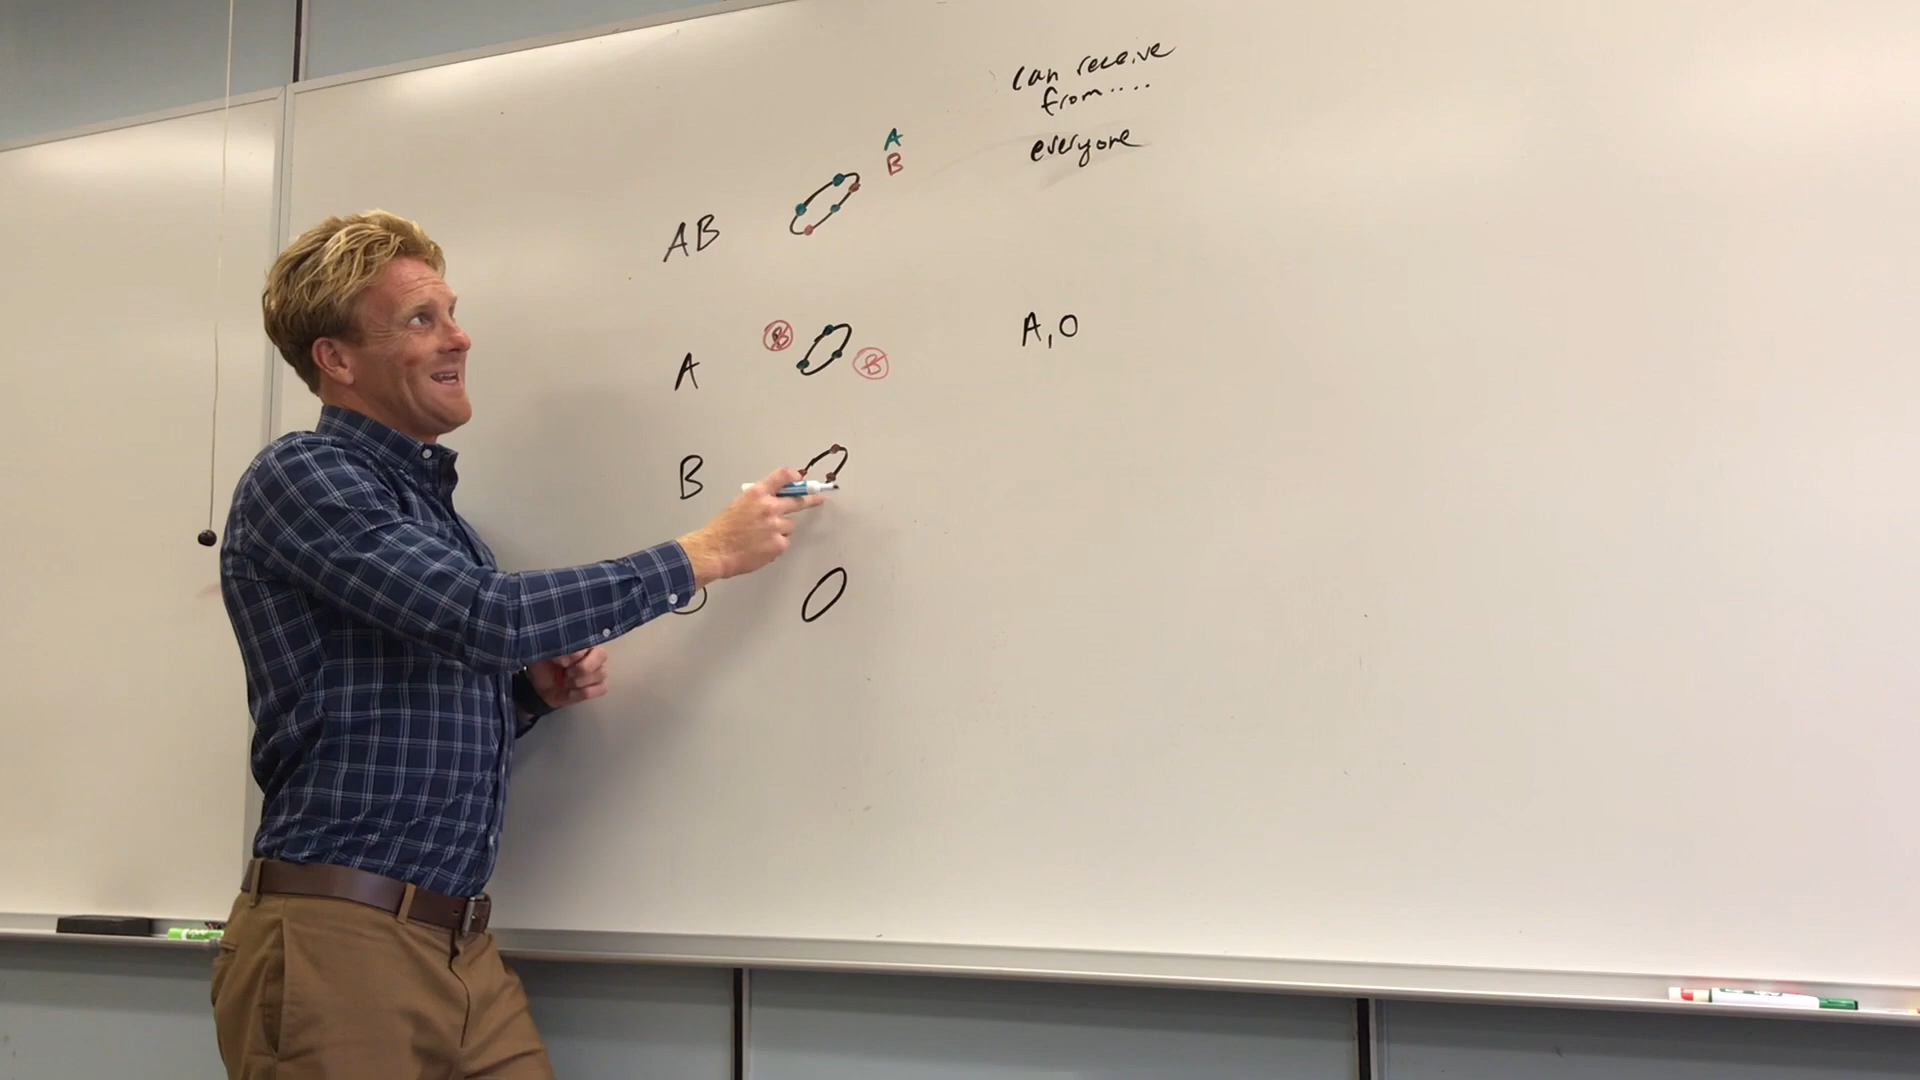 can receive
from....
everyone
A
B
AB
A
B
B
A,O
B
O